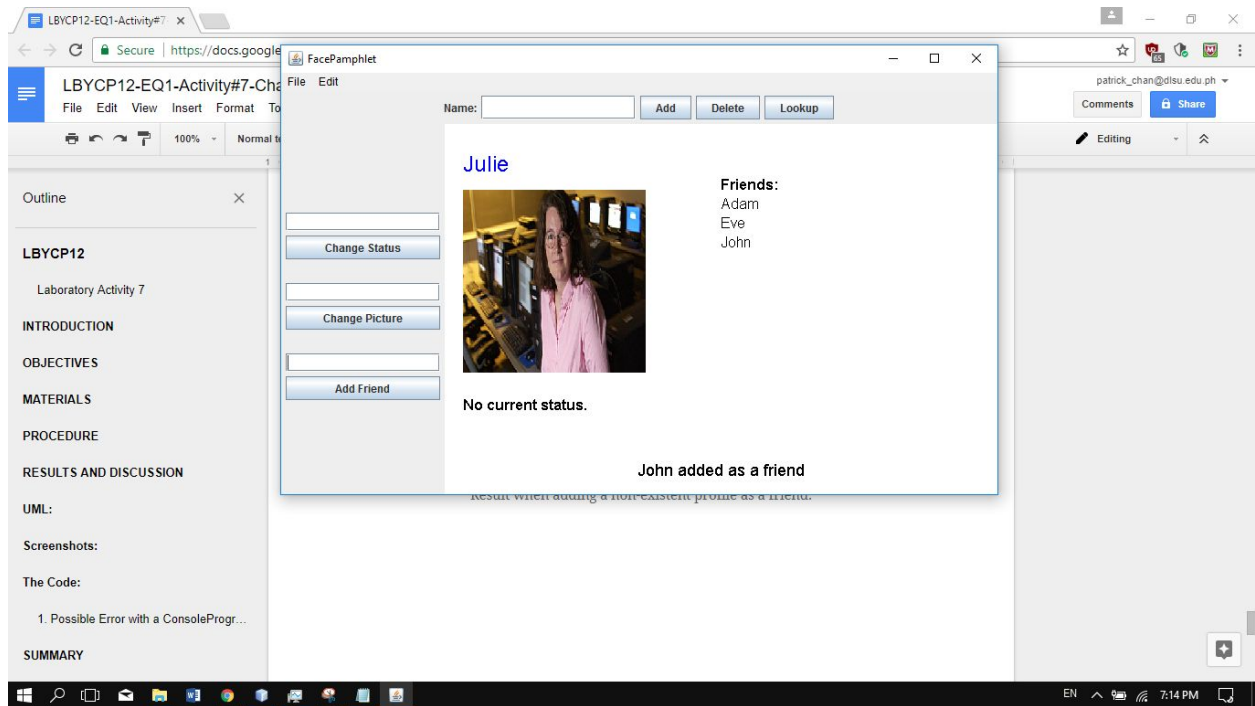 LBYCP12-EQ1-Activity#7
Secure
https://docs.google
65
LBYCP12-EQ1-Activity#7-Cha
patrick_chan@dlsu.edu.ph
File Edit View Insert Format To
Comments
Share
100%
Normal t
Editing
1
1
Outline
LBYCP12
Laboratory Activity 7
INTRODUCTION
OBJECTIVES
MATERIALS
PROCEDURE
RESULTS AND DISCUSSION
UML:
Screenshots:
The Code:
1. Possible Error with a ConsoleProgr...
SUMMARY
FacePamphlet
File Edit
Name:
Add
Delete
Lookup
Change Status
Change Picture
Add Friend
Julie
Friends:
Adam
Eve
John
No current status.
John added as a friend
Result when adding a non-existent profile as a friend.
EN
7:14 PM